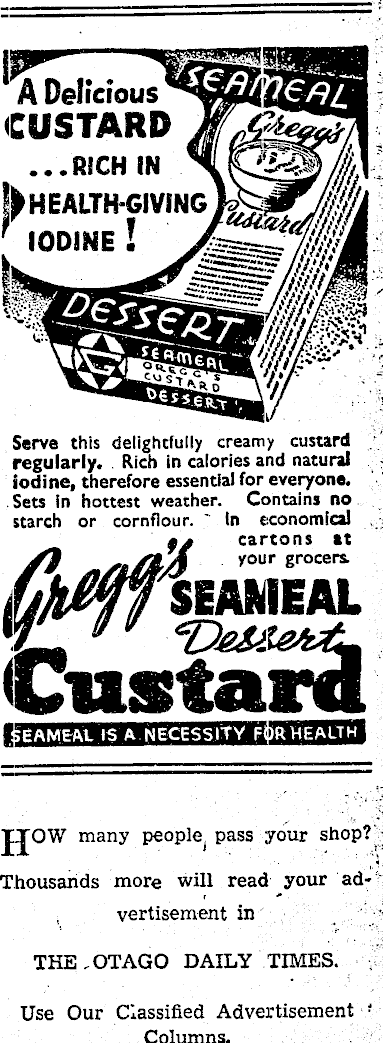 A Delicious
CUSTARD
...RICH IN
HEALTH-GIVING
IODINE!
SEAMEAL
Gregg's
Custard
DESSERT
SEAMEAL
GREGG'S
CUSTARD
DESSERT
Serve this delightfully creamy custard
regularly. Rich in calories and natural
iodine, therefore essential for everyone.
Sets in hottest weather. Contains no
starch or cornflour. In economical
cartons at
your grocers.
Gregg's
SEAMEAL
Dessert
Custard
SEAMEAL IS A NECESSITY FOR HEALTH
HOW many people pass your shop?
Thousands more will read your ad-
vertisement in
THE OTAGO DAILY TIMES.
Use Our Classified Advertisement
Columns.